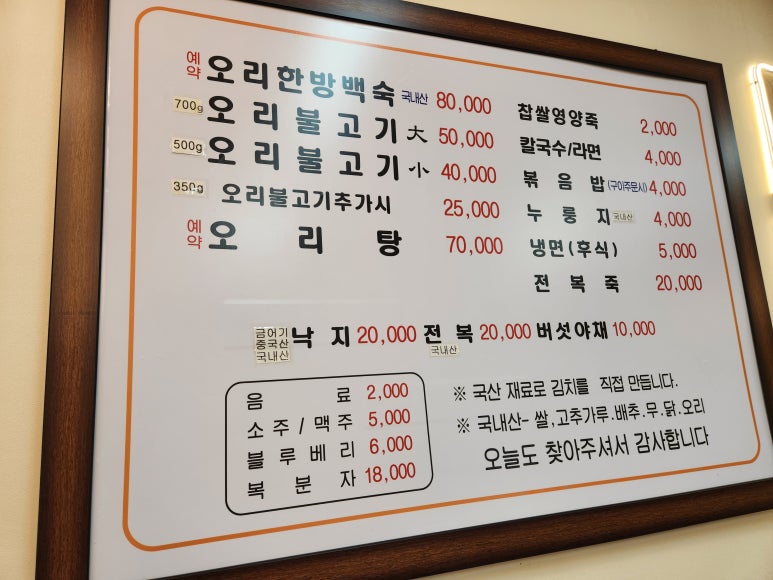 예약 오리한방백숙 국내산 80,000
700g 오리불고기 大 50,000
500g 오리불고기 小 40,000
350g 오리불고기추가시 25,000
예약 오리탕 70,000
찹쌀영양죽 2,000
칼국수/라면 4,000
볶음밥 (구이주문시) 4,000
누룽지 국내산 4,000
냉면(후식) 5,000
전복죽 20,000
낙지 20,000 전복 20,000 버섯야채 10,000
중국산
국내산 국내산
음료 2,000
소주/맥주 5,000
블루베리 6,000
복분자 18,000
※ 국산 재료로 김치를 직접 만듭니다.
※ 국내산- 쌀,고추가루.배추.무.닭.오리
오늘도 찾아주셔서 감사합니다